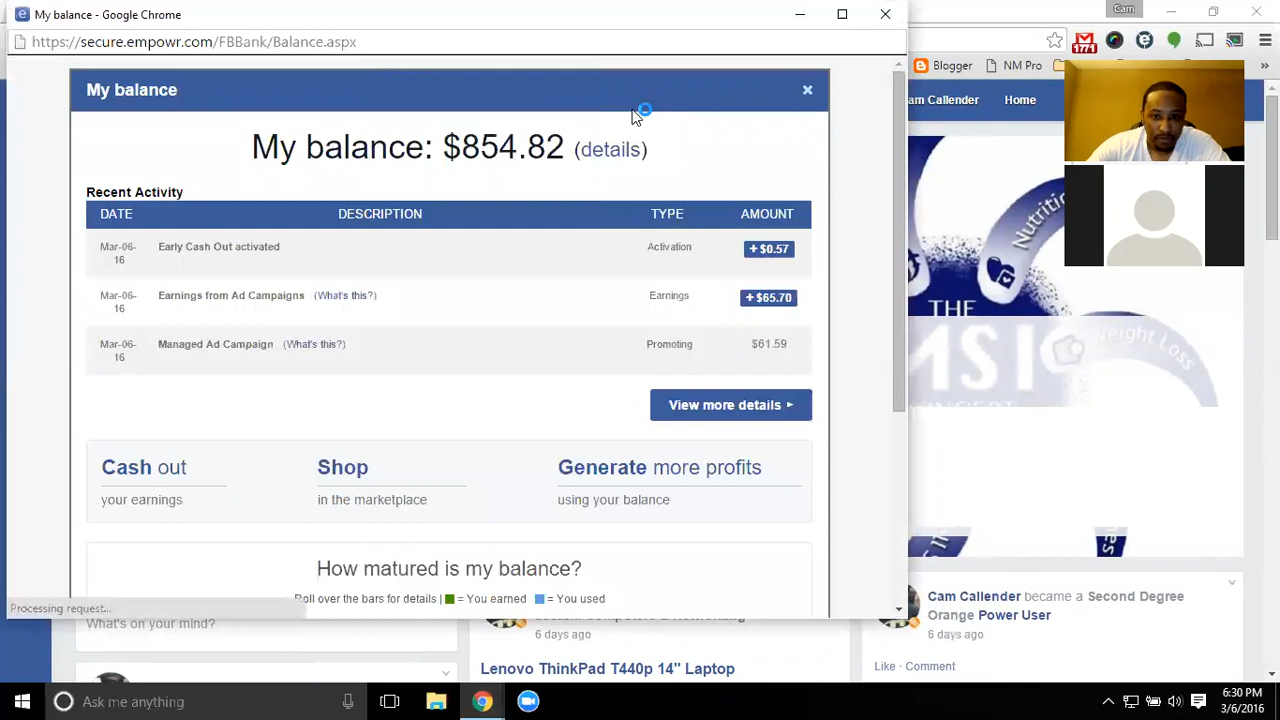 My balance - Google Chrome
Cam
https://secure.empowr.com/FBBank/Balance.aspx
1771
Blogger
NM Pro
My balance
am Callender
Home
My balance: $854.82 (details)
Recent Activity
DATE DESCRIPTION TYPE AMOUNT
Mar-06-16 Early Cash Out activated Activation + $0.57
Mar-06-16 Earnings from Ad Campaigns (What's this?) Earnings + $65.70
Mar-06-16 Managed Ad Campaign (What's this?) Promoting $61.59
View more details
Cash out
your earnings
Shop
in the marketplace
Generate more profits
using your balance
How matured is my balance?
Roll over the bars for details | = You earned = You used
Processing request...
What's on your mind?
6 days ago
Lenovo ThinkPad T440p 14" Laptop
Nutrition
THE
MSI
Weight Loss
Cam Callender became a Second Degree
Orange Power User
6 days ago
Like · Comment
Ask me anything
6:30 PM
3/6/2016